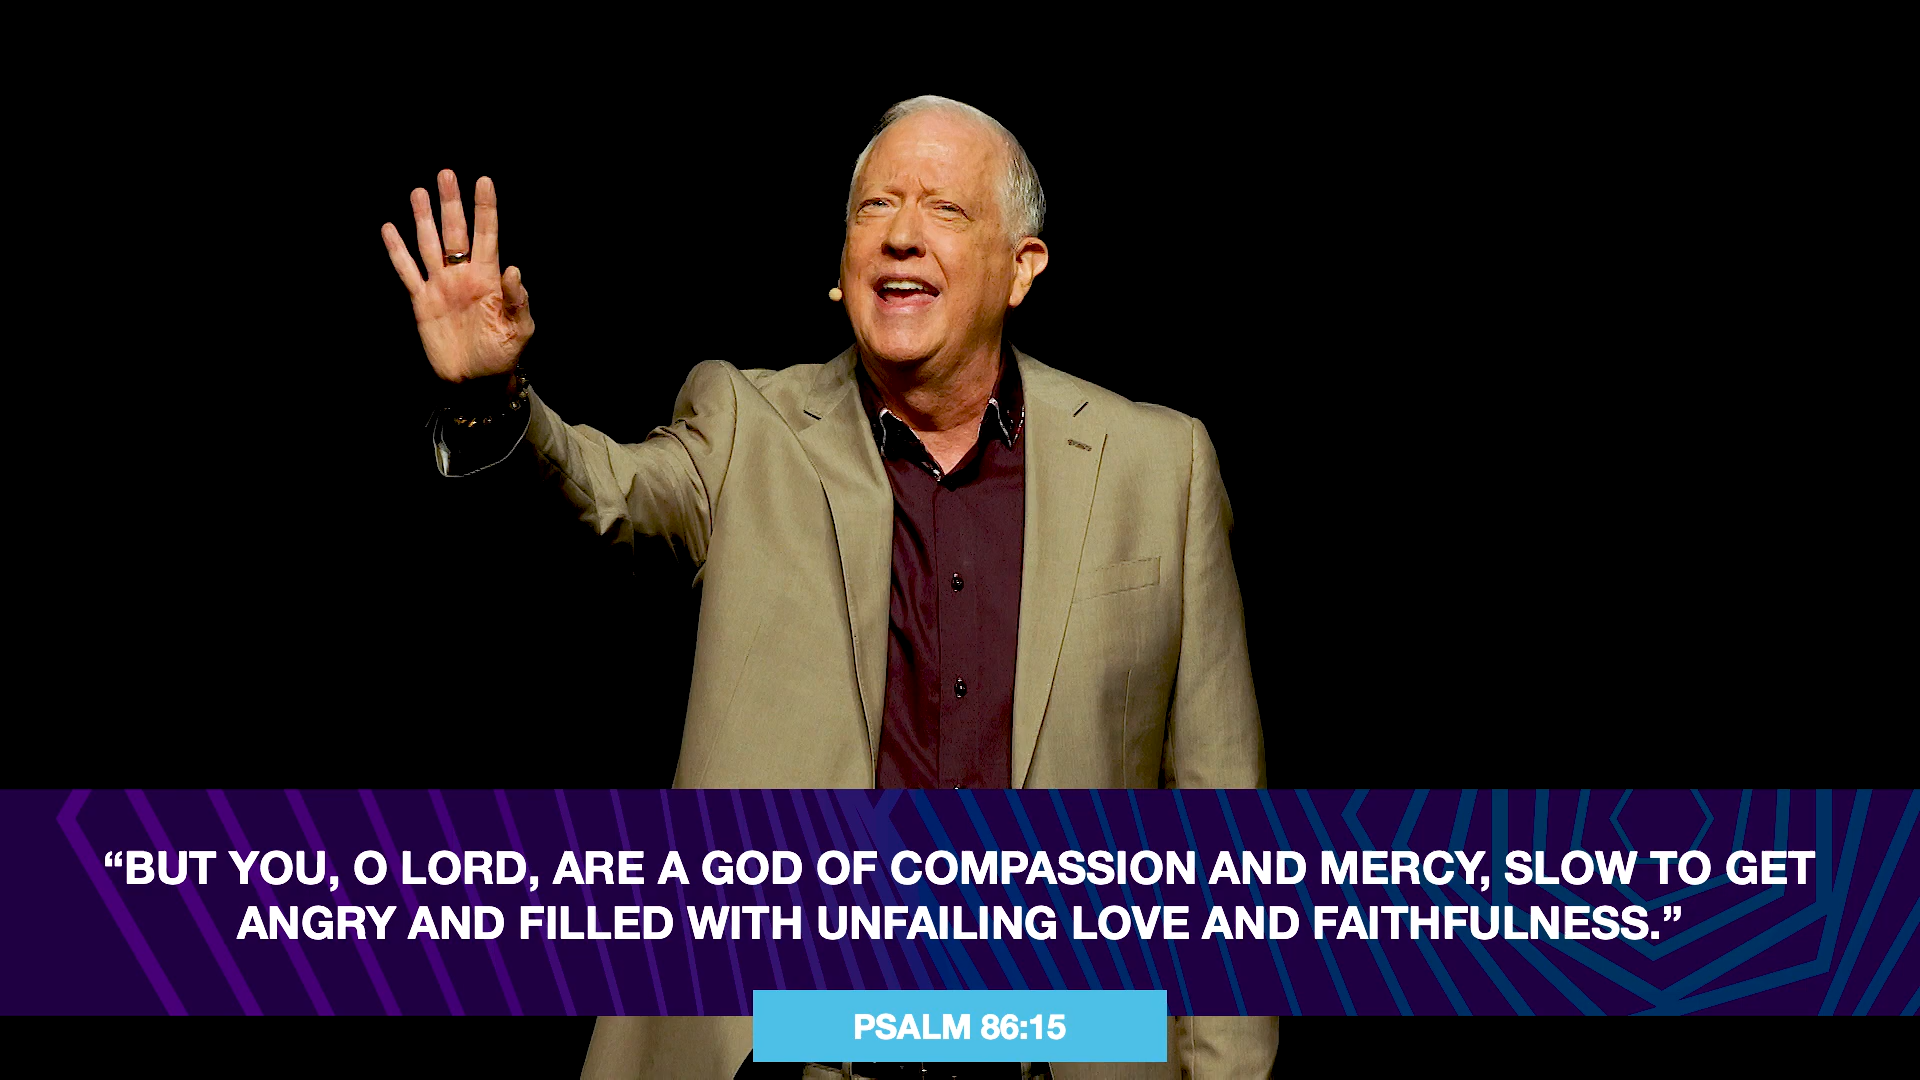 “BUT YOU, O LORD, ARE A GOD OF COMPASSION AND MERCY, SLOW TO GET
ANGRY AND FILLED WITH UNFAILING LOVE AND FAITHFULNESS.”
PSALM 86:15